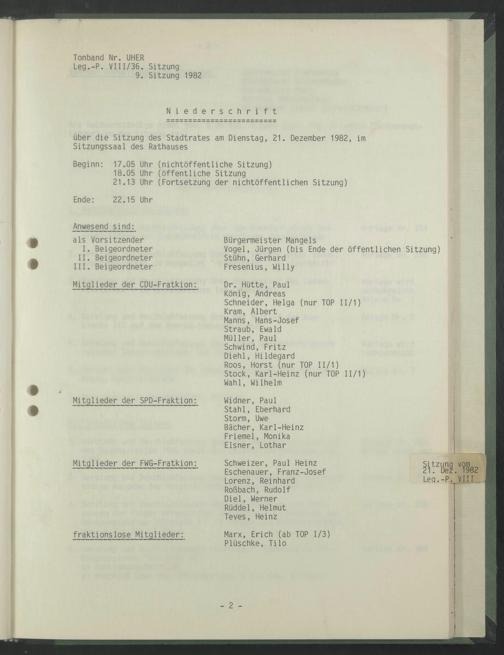 Tonband Nr. UHER
Leg.-P. VIII/36. Sitzung
9. Sitzung 1982
Niederschrift
=========================
über die Sitzung des Stadtrates am Dienstag, 21. Dezember 1982, im
Sitzungssaal des Rathauses
Beginn: 17.05 Uhr (nichtöffentliche Sitzung)
18.05 Uhr (öffentliche Sitzung
21.13 Uhr (Fortsetzung der nichtöffentlichen Sitzung)
Ende: 22.15 Uhr
Anwesend sind:
als Vorsitzender Bürgermeister Mangels
I. Beigeordneter Vogel, Jürgen (bis Ende der öffentlichen Sitzung)
II. Beigeordneter Stühn, Gerhard
III. Beigeordneter Fresenius, Willy
Mitglieder der CDU-Fratkion: Dr. Hütte, Paul
König, Andreas
Schneider, Helga (nur TOP II/1)
Kram, Albert
Manns, Hans-Josef
Straub, Ewald
Müller, Paul
Schwind, Fritz
Diehl, Hildegard
Roos, Horst (nur TOP II/1)
Stock, Karl-Heinz (nur TOP II/1)
Wahl, Wilhelm
Mitglieder der SPD-Fraktion: Widner, Paul
Stahl, Eberhard
Storm, Uwe
Bächer, Karl-Heinz
Friemel, Monika
Elsner, Lothar
Mitglieder der FWG-Fratkion: Schweizer, Paul Heinz
Eschenauer, Franz-Josef
Lorenz, Reinhard
Roßbach, Rudolf
Diel, Werner
Rüddel, Helmut
Teves, Heinz
fraktionslose Mitglieder: Marx, Erich (ab TOP I/3)
Plüschke, Tilo
Sitzung vom
21. Dez. 1982
Leg.-P. VIII
- 2 -